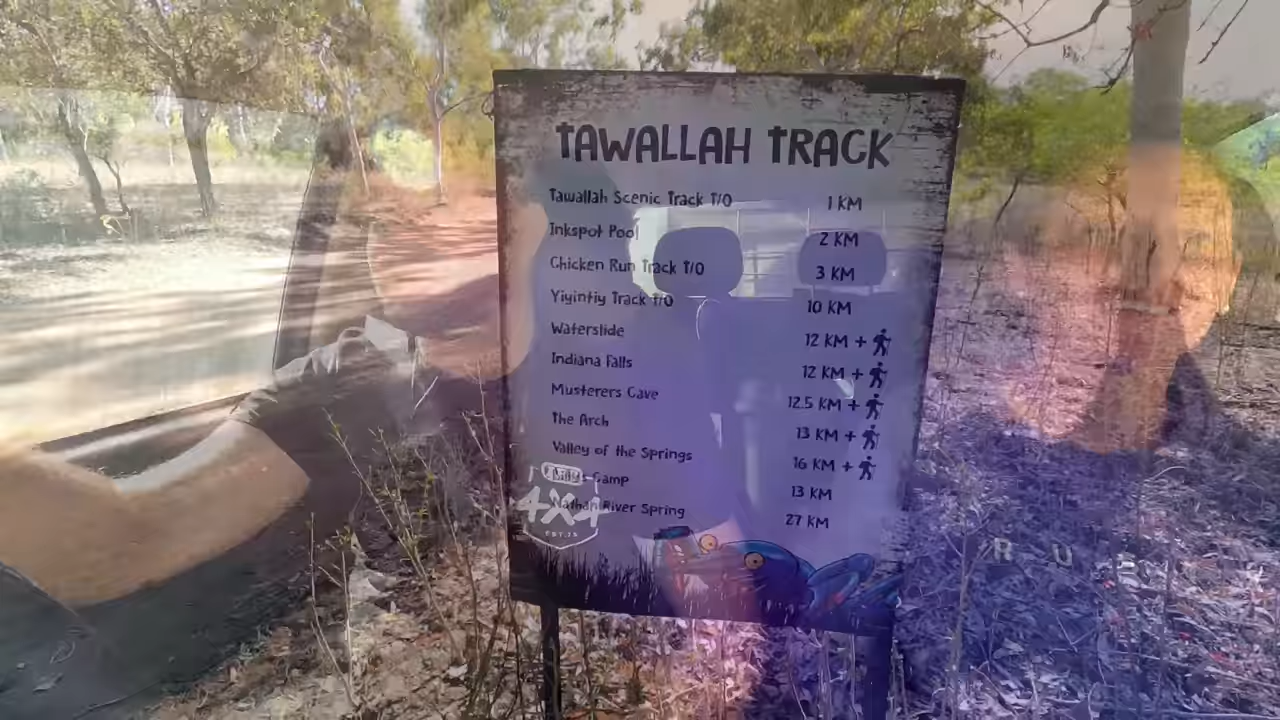 TAWALLAH TRACK
Tawallah Scenic Track T/O 1 KM
Inkspot Pool 2 KM
Chicken Run Track T/O 3 KM
Yiyintiy Track T/O 10 KM
Waterslide 12 KM +
Indiana Falls 12 KM +
Musterers Cave 12.5 KM +
The Arch 13 KM +
Valley of the Springs 16 KM +
Camp 13 KM
Nathan River Spring 27 KM
4X4
R U